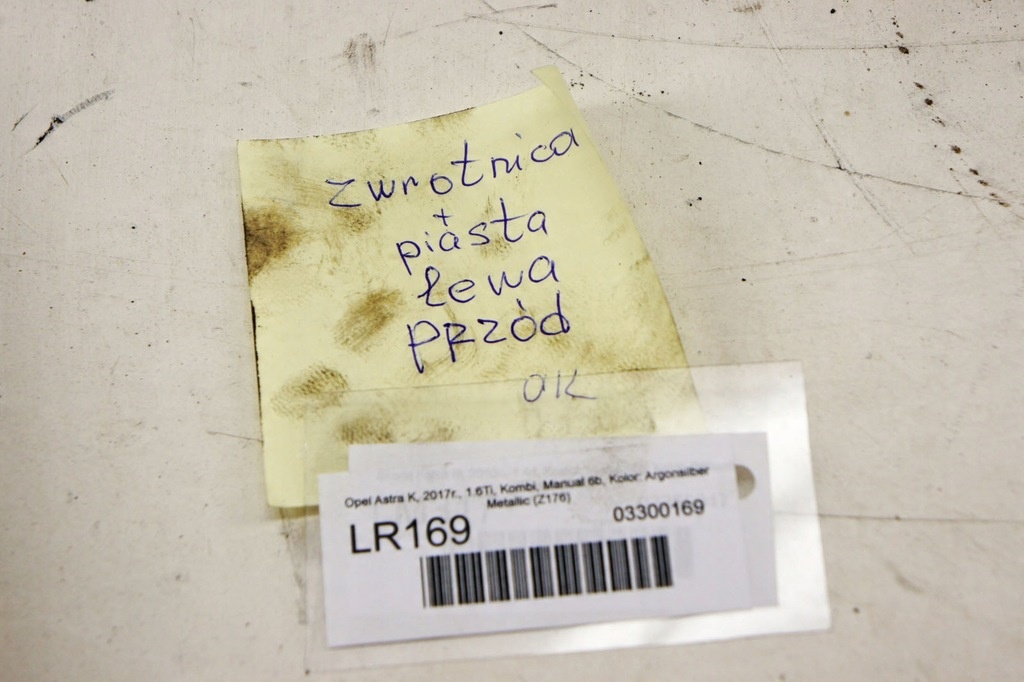 zwrotnica
+
piasta
lewa
przód
OK
Opel Astra K, 2017r., 1.6Ti, Kombi, Manual 6b, Kolor: Argonsilber
Metallic (Z176)
LR169
03300169